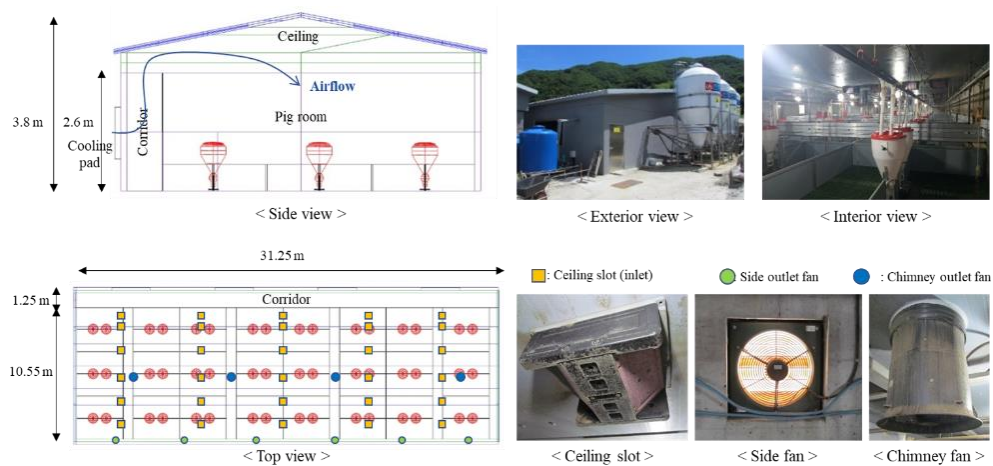 Ceiling
Airflow
3.8 m
2.6 m
Pig room
Cooling
pad
Corridor
< Side view >
< Exterior view >
< Interior view >
31.25 m
1.25 m
Corridor
10.55 m
< Top view >
: Ceiling slot (inlet)
: Side outlet fan
: Chimney outlet fan
< Ceiling slot >
< Side fan >
< Chimney fan >